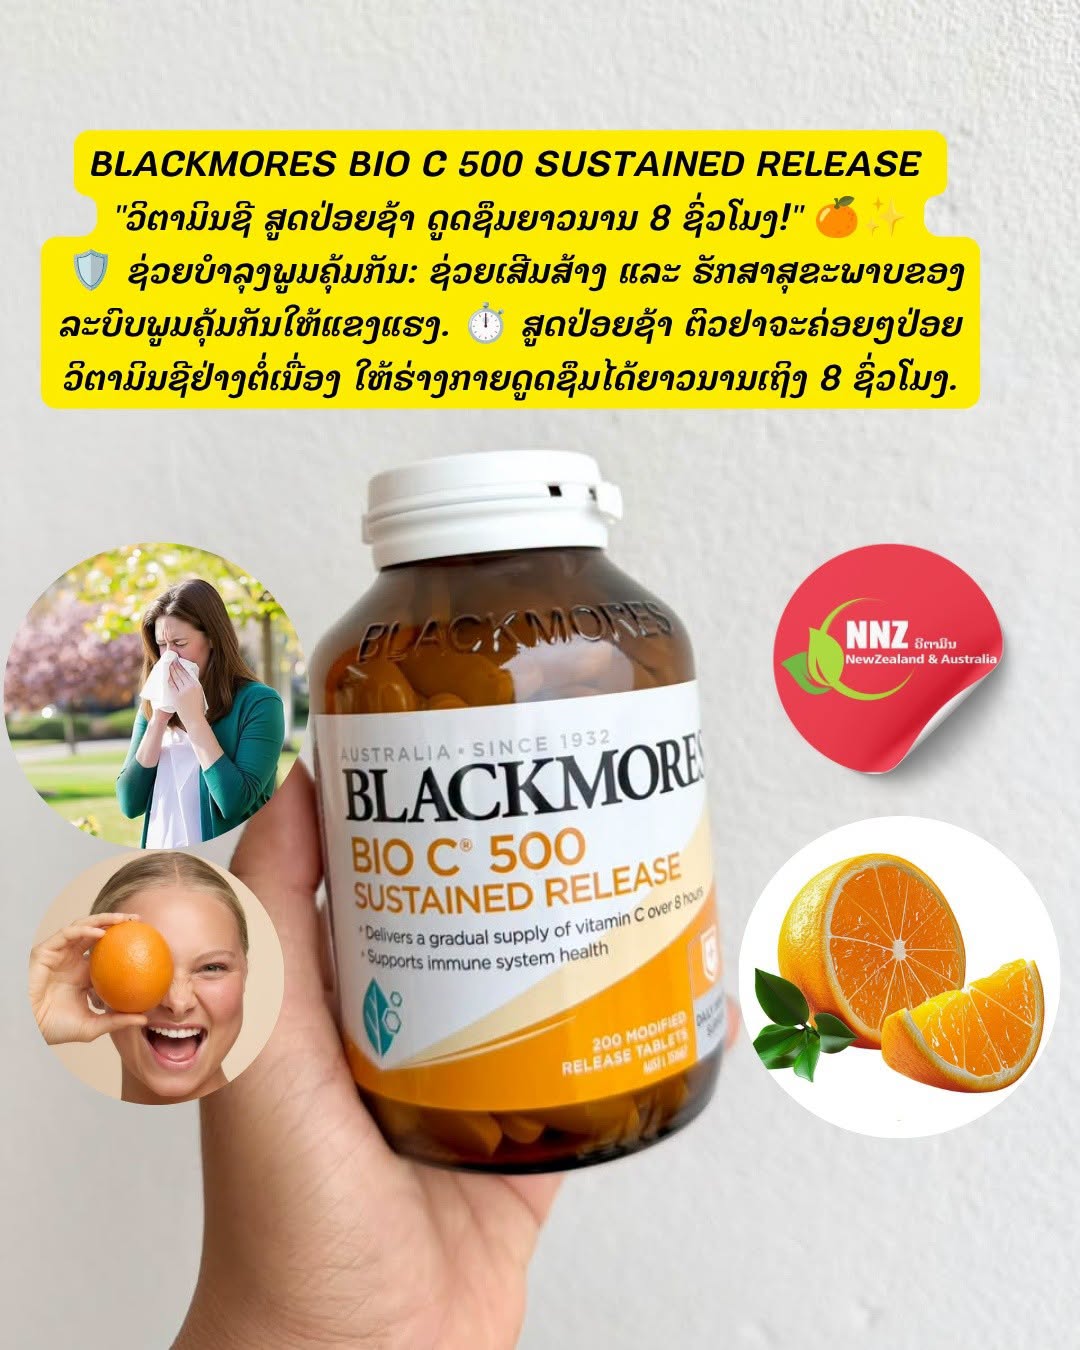 BLACKMORES BIO C 500 SUSTAINED RELEASE
"ວິຕາມິນຊີ ສູດປ່ອຍຊ້າ ດູດຊຶມຍາວນານ 8 ຊົ່ວໂມງ!" 🍊✨
🛡️ ຊ່ວຍບຳລຸງພູມຄຸ້ມກັນ: ຊ່ວຍເສີມສ້າງ ແລະ ຮັກສາສຸຂະພາບຂອງ
ລະບົບພູມຄຸ້ມກັນໃຫ້ແຂງແຮງ. ⏱️ ສູດປ່ອຍຊ້າ ຕົວຢາຈະຄ່ອຍໆປ່ອຍ
ວິຕາມິນຊີຢ່າງຕໍ່ເນື່ອງ ໃຫ້ຮ່າງກາຍດູດຊຶມໄດ້ຍາວນານເຖິງ 8 ຊົ່ວໂມງ.
BLACKMORES
NNZ ວິຕາມິນ
NewZealand & Australia
AUSTRALIA • SINCE 1932
BLACKMORES
BIO C® 500
SUSTAINED RELEASE
• Delivers a gradual supply of vitamin C over 8 hours
• Supports immune system health
200 MODIFIED
RELEASE TABLETS
DAILY